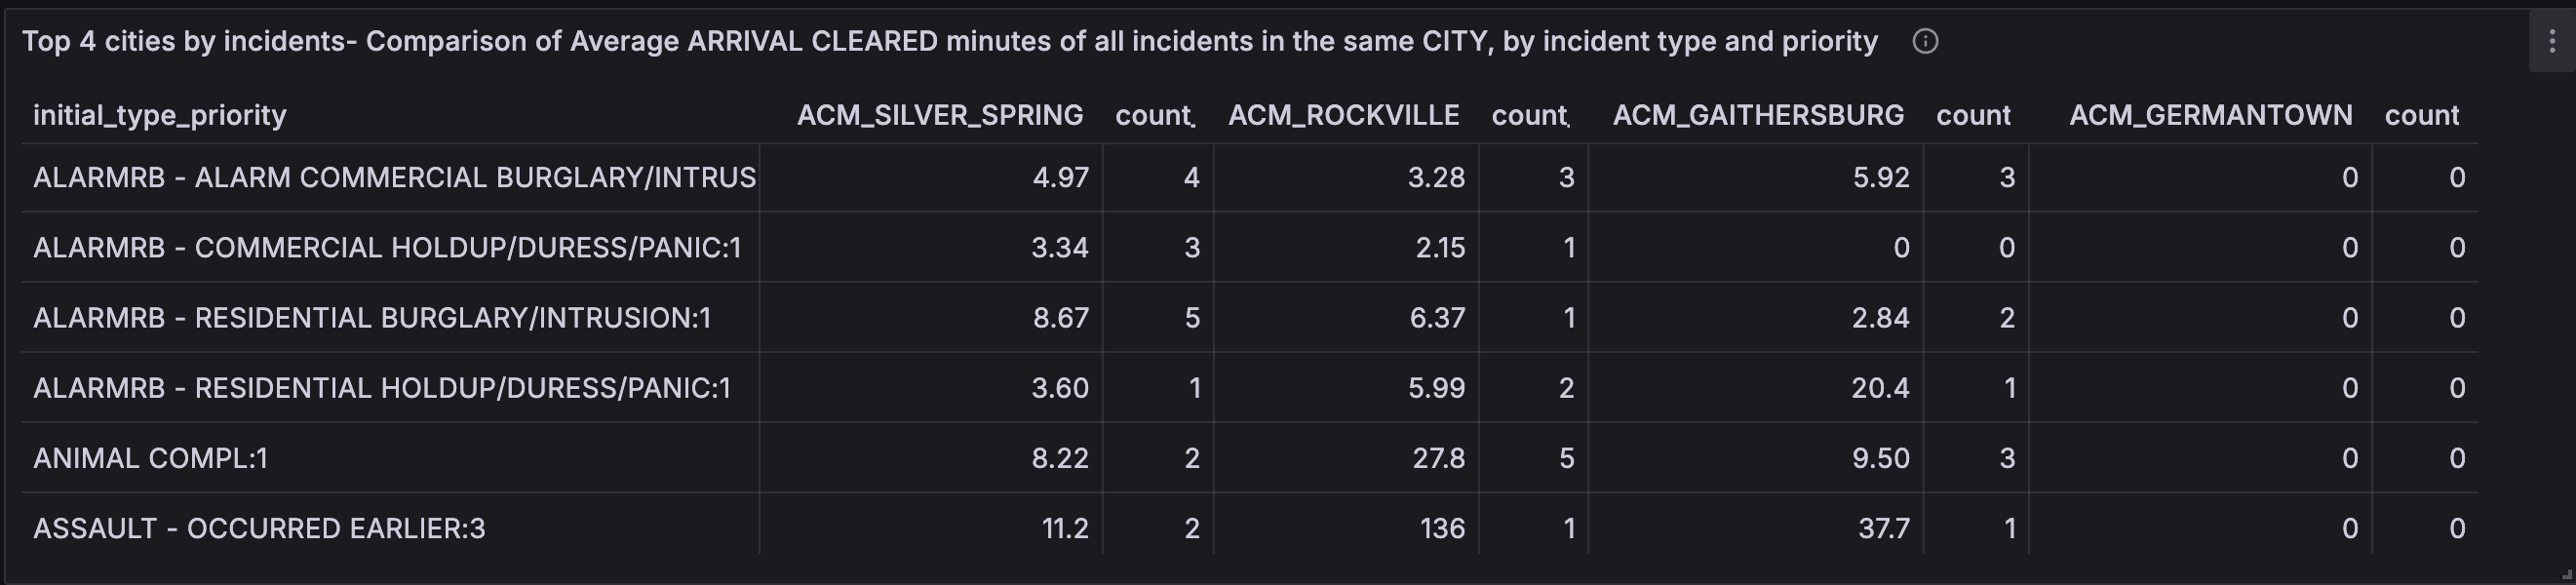 Top 4 cities by incidents- Comparison of Average ARRIVAL CLEARED minutes of all incidents in the same CITY, by incident type and priority
initial_type_priority ACM_SILVER_SPRING count_ ACM_ROCKVILLE count_ ACM_GAITHERSBURG count ACM_GERMANTOWN count
ALARMRB - ALARM COMMERCIAL BURGLARY/INTRUS 4.97 4 3.28 3 5.92 3 0 0
ALARMRB - COMMERCIAL HOLDUP/DURESS/PANIC:1 3.34 3 2.15 1 0 0 0 0
ALARMRB - RESIDENTIAL BURGLARY/INTRUSION:1 8.67 5 6.37 1 2.84 2 0 0
ALARMRB - RESIDENTIAL HOLDUP/DURESS/PANIC:1 3.60 1 5.99 2 20.4 1 0 0
ANIMAL COMPL:1 8.22 2 27.8 5 9.50 3 0 0
ASSAULT - OCCURRED EARLIER:3 11.2 2 136 1 37.7 1 0 0